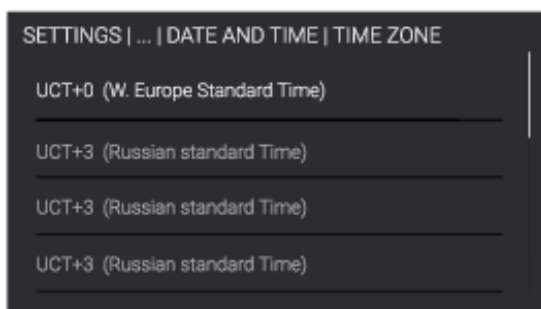 SETTINGS | ... | DATE AND TIME | TIME ZONE
UCT+0 (W. Europe Standard Time)
UCT+3 (Russian standard Time)
UCT+3 (Russian standard Time)
UCT+3 (Russian standard Time)